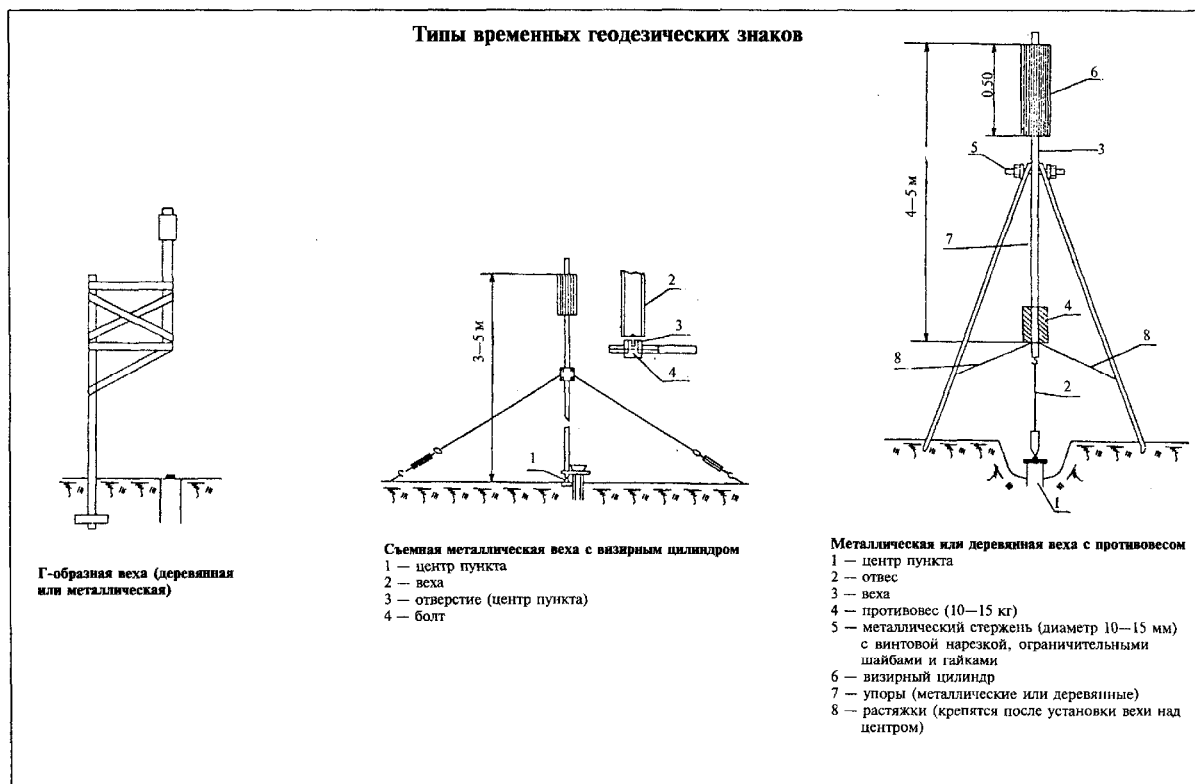 Типы временных геодезических знаков
3—5 м
1
2
3
4
4—5 м
0.50
6
5
3
7
4
8
8
2
1
Г-образная веха (деревянная
или металлическая)
Съемная металлическая веха с визирным цилиндром
1 — центр пункта
2 — веха
3 — отверстие (центр пункта)
4 — болт
Металлическая или деревянная веха с противовесом
1 — центр пункта
2 — отвес
3 — веха
4 — противовес (10—15 кг)
5 — металлический стержень (диаметр 10—15 мм)
с винтовой нарезкой, ограничительными
шайбами и гайками
6 — визирный цилиндр
7 — упоры (металлические или деревянные)
8 — растяжки (крепятся после установки вехи над
центром)